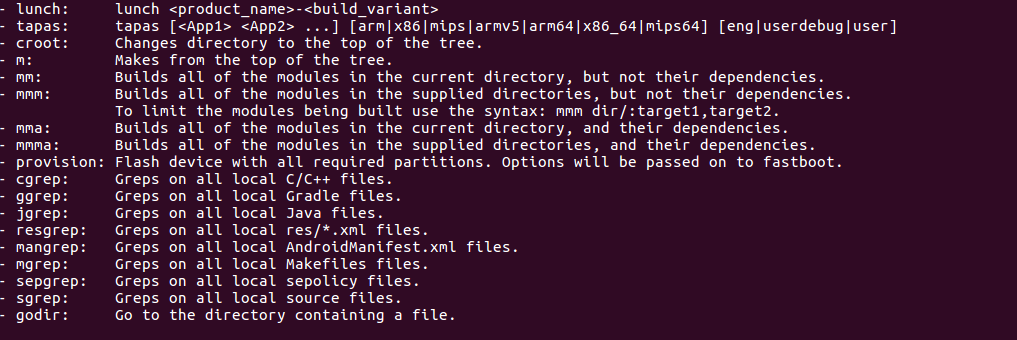 - lunch:     lunch <product_name>-<build_variant>
- tapas:     tapas [<App1> <App2> ...] [arm|x86|mips|armv5|arm64|x86_64|mips64] [eng|userdebug|user]
- croot:     Changes directory to the top of the tree.
- m:         Makes from the top of the tree.
- mm:        Builds all of the modules in the current directory, but not their dependencies.
- mmm:       Builds all of the modules in the supplied directories, but not their dependencies.
             To limit the modules being built use the syntax: mmm dir/:target1,target2.
- mma:       Builds all of the modules in the current directory, and their dependencies.
- mmma:      Builds all of the modules in the supplied directories, and their dependencies.
- provision: Flash device with all required partitions. Options will be passed on to fastboot.
- cgrep:     Greps on all local C/C++ files.
- ggrep:     Greps on all local Gradle files.
- jgrep:     Greps on all local Java files.
- resgrep:   Greps on all local res/*.xml files.
- mangrep:   Greps on all local AndroidManifest.xml files.
- mgrep:     Greps on all local Makefiles files.
- sepgrep:   Greps on all local sepolicy files.
- sgrep:     Greps on all local source files.
- godir:     Go to the directory containing a file.